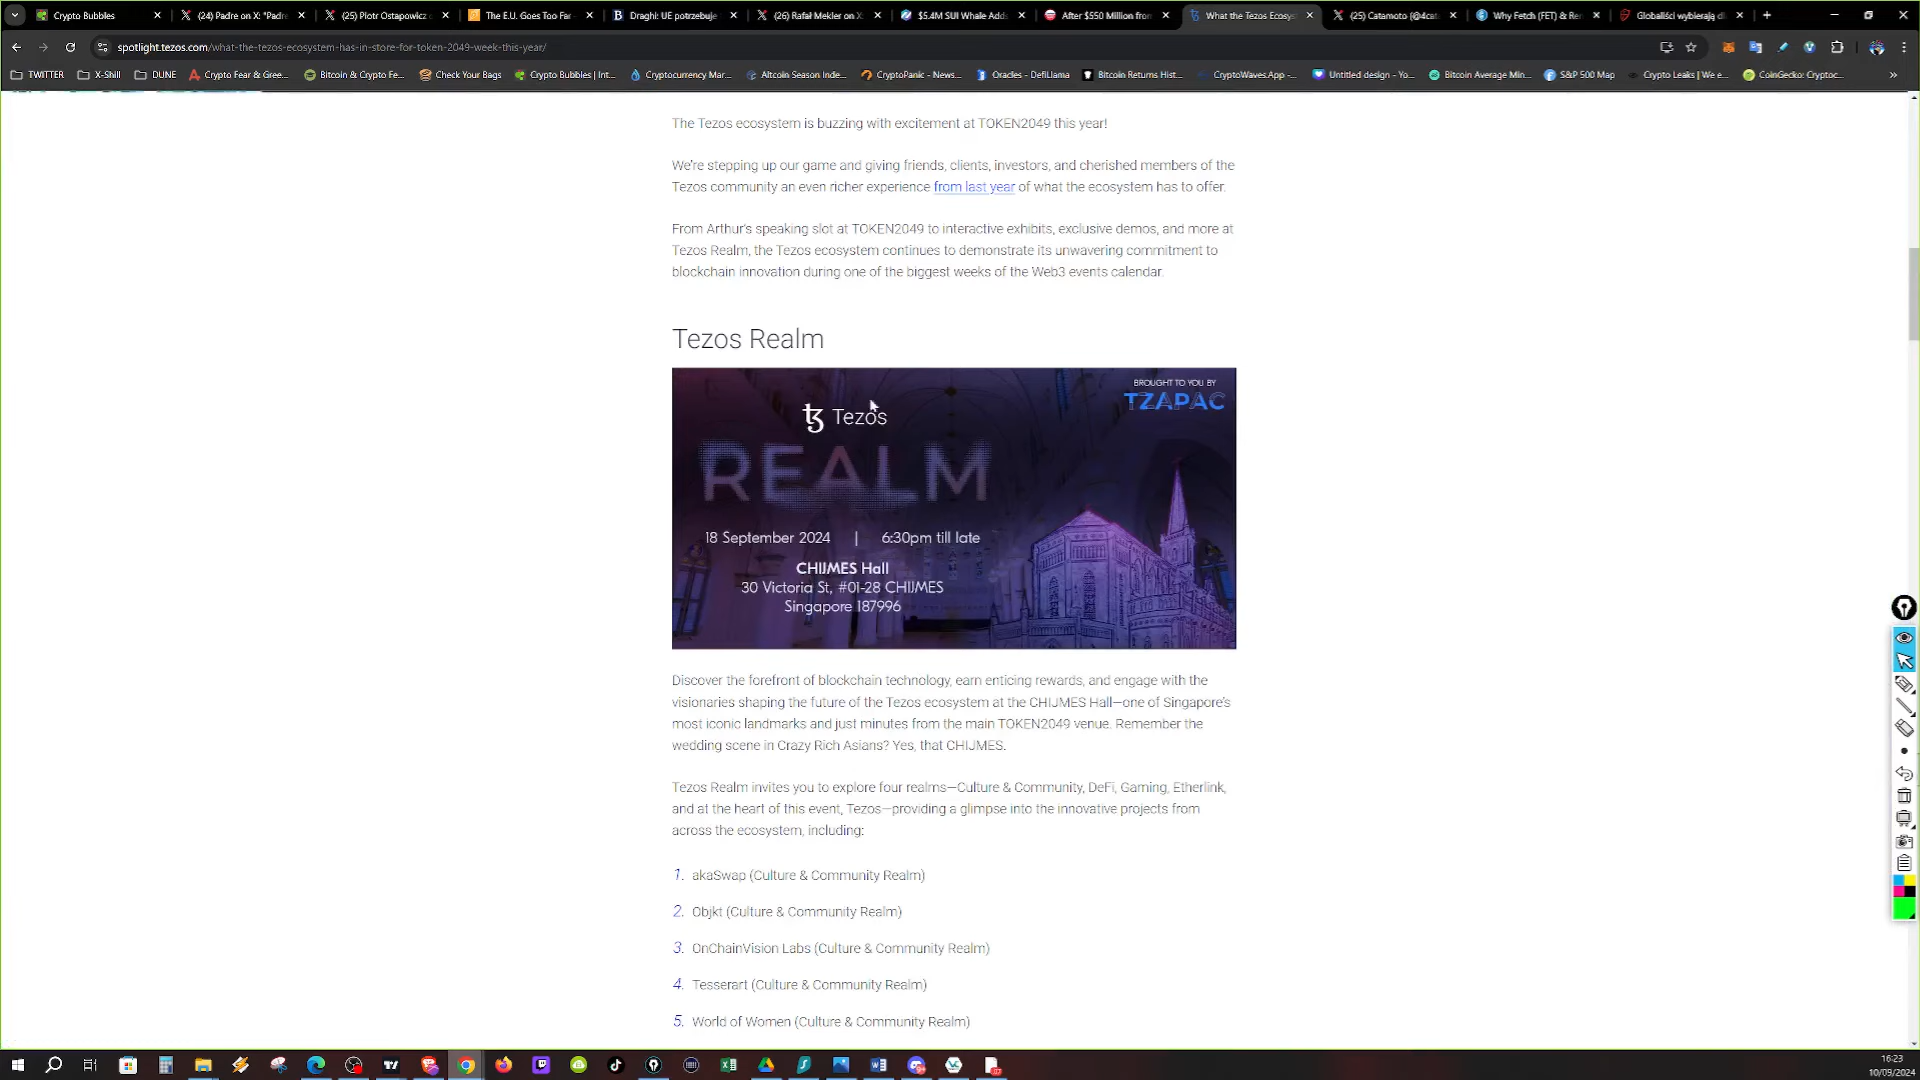 Crypto Bubbles
(24) Padre on X: "Padre
(25) Piotr Ostapowicz
The E.U. Goes Too Far
Draghi: UE potrzebuje
(26) Rafał Mekler on X:
$5.4M SUI Whale Adds
After $550 Million from
What the Tezos Ecosys
(25) Catamoto (@4cat
Why Fetch (FET) & Re
Globaliści wybierają
spotlight.tezos.com/what-the-tezos-ecosystem-has-in-store-for-token-2049-week-this-year/
TWITTER
X-Shill
DUNE
Crypto Fear & Gree...
Bitcoin & Crypto Fe...
Check Your Bags
Crypto Bubbles | Int...
Cryptocurrency Mar...
Altcoin Season Inde...
CryptoPanic - News...
Oracles - DefiLlama
Bitcoin Returns Hist...
CryptoWaves.App -...
Untitled design - Yo...
Bitcoin Average Min...
S&P 500 Map
Crypto Leaks | We e...
CoinGecko: Cryptoc...
The Tezos ecosystem is buzzing with excitement at TOKEN2049 this year!
We're stepping up our game and giving friends, clients, investors, and cherished members of the
Tezos community an even richer experience from last year of what the ecosystem has to offer.
From Arthur's speaking slot at TOKEN2049 to interactive exhibits, exclusive demos, and more at
Tezos Realm, the Tezos ecosystem continues to demonstrate its unwavering commitment to
blockchain innovation during one of the biggest weeks of the Web3 events calendar.
Tezos Realm
BROUGHT TO YOU BY
TZAPAC
Tezos
REALM
18 September 2024 | 6:30pm till late
CHIJMES Hall
30 Victoria St, #01-28 CHIJMES
Singapore 187996
Discover the forefront of blockchain technology, earn enticing rewards, and engage with the
visionaries shaping the future of the Tezos ecosystem at the CHIJMES Hall—one of Singapore's
most iconic landmarks and just minutes from the main TOKEN2049 venue. Remember the
wedding scene in Crazy Rich Asians? Yes, that CHIJMES.
Tezos Realm invites you to explore four realms—Culture & Community, DeFi, Gaming, Etherlink,
and at the heart of this event, Tezos—providing a glimpse into the innovative projects from
across the ecosystem, including:
1. akaSwap (Culture & Community Realm)
2. Objkt (Culture & Community Realm)
3. OnChainVision Labs (Culture & Community Realm)
4. Tesserart (Culture & Community Realm)
5. World of Women (Culture & Community Realm)
16:23
10/09/2024